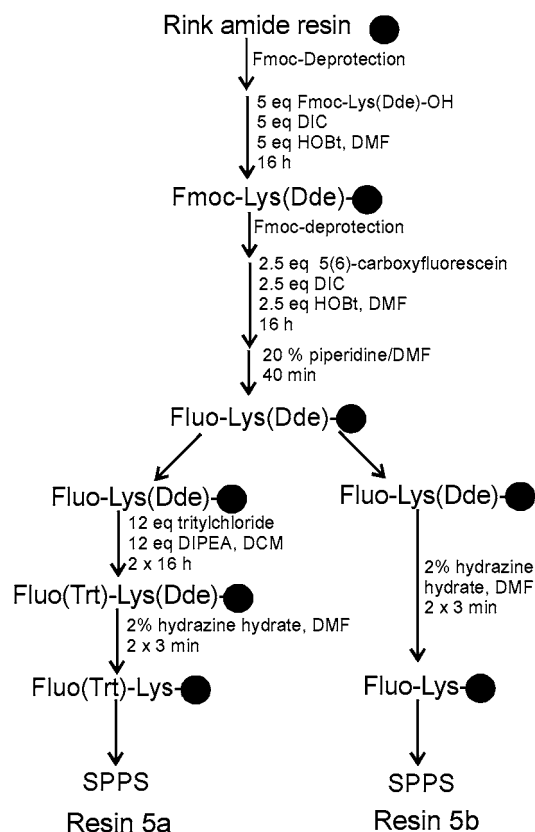 Rink amide resin
Fmoc-Deprotection
5 eq Fmoc-Lys(Dde)-OH
5 eq DIC
5 eq HOBt, DMF
16 h
Fmoc-Lys(Dde)-
Fmoc-deprotection
2.5 eq 5(6)-carboxyfluorescein
2.5 eq DIC
2.5 eq HOBt, DMF
16 h
20 % piperidine/DMF
40 min
Fluo-Lys(Dde)-
Fluo-Lys(Dde)-
12 eq tritylchloride
12 eq DIPEA, DCM
2 x 16 h
Fluo(Trt)-Lys(Dde)-
2% hydrazine hydrate, DMF
2 x 3 min
Fluo(Trt)-Lys-
SPPS
Resin 5a
Fluo-Lys(Dde)-
2% hydrazine
hydrate, DMF
2 x 3 min
Fluo-Lys-
SPPS
Resin 5b